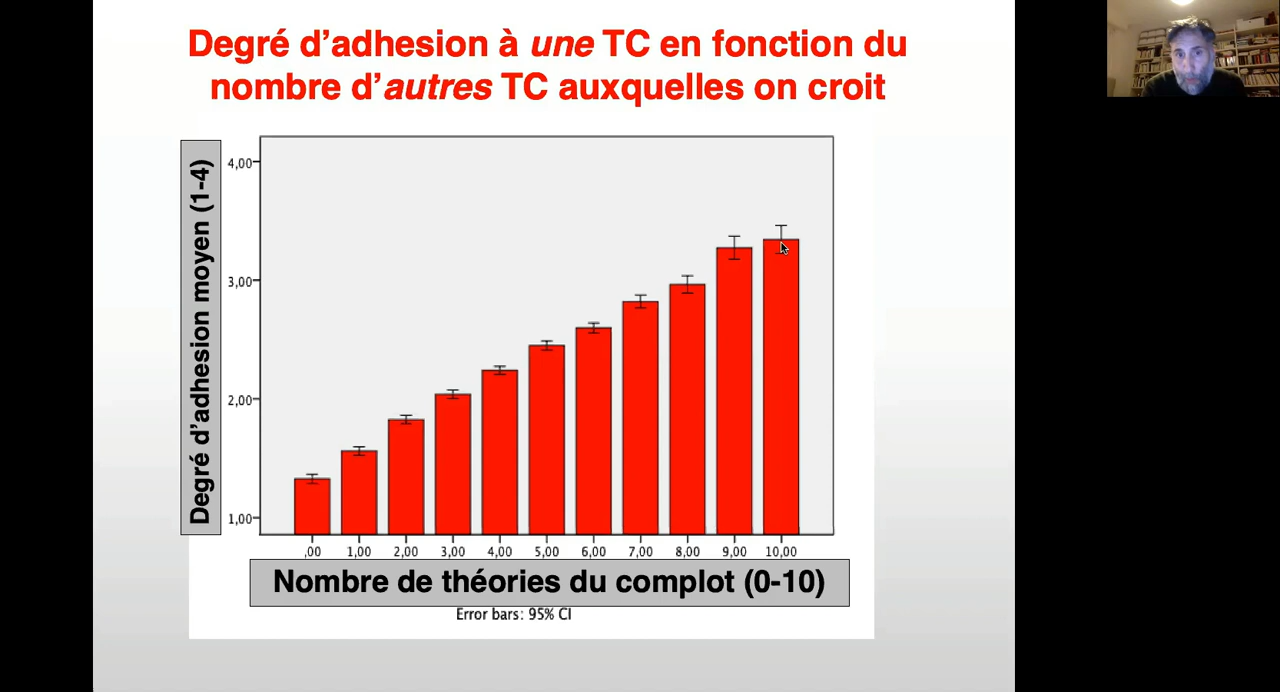 Degré d’adhesion à une TC en fonction du
nombre d’autres TC auxquelles on croit
Degré d’adhesion moyen (1-4)
4,00
3,00
2,00
1,00
,00 1,00 2,00 3,00 4,00 5,00 6,00 7,00 8,00 9,00 10,00
Nombre de théories du complot (0-10)
Error bars: 95% CI